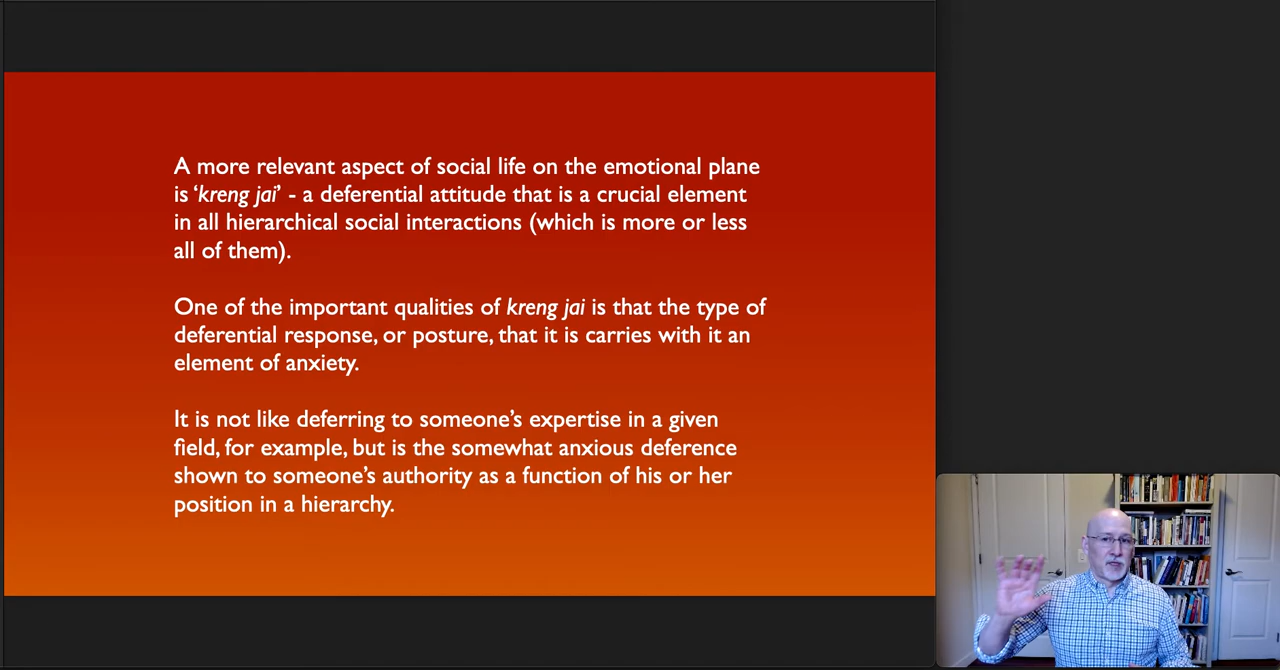 A more relevant aspect of social life on the emotional plane
is ‘kreng jai’ - a deferential attitude that is a crucial element
in all hierarchical social interactions (which is more or less
all of them).
One of the important qualities of kreng jai is that the type of
deferential response, or posture, that it is carries with it an
element of anxiety.
It is not like deferring to someone’s expertise in a given
field, for example, but is the somewhat anxious deference
shown to someone’s authority as a function of his or her
position in a hierarchy.